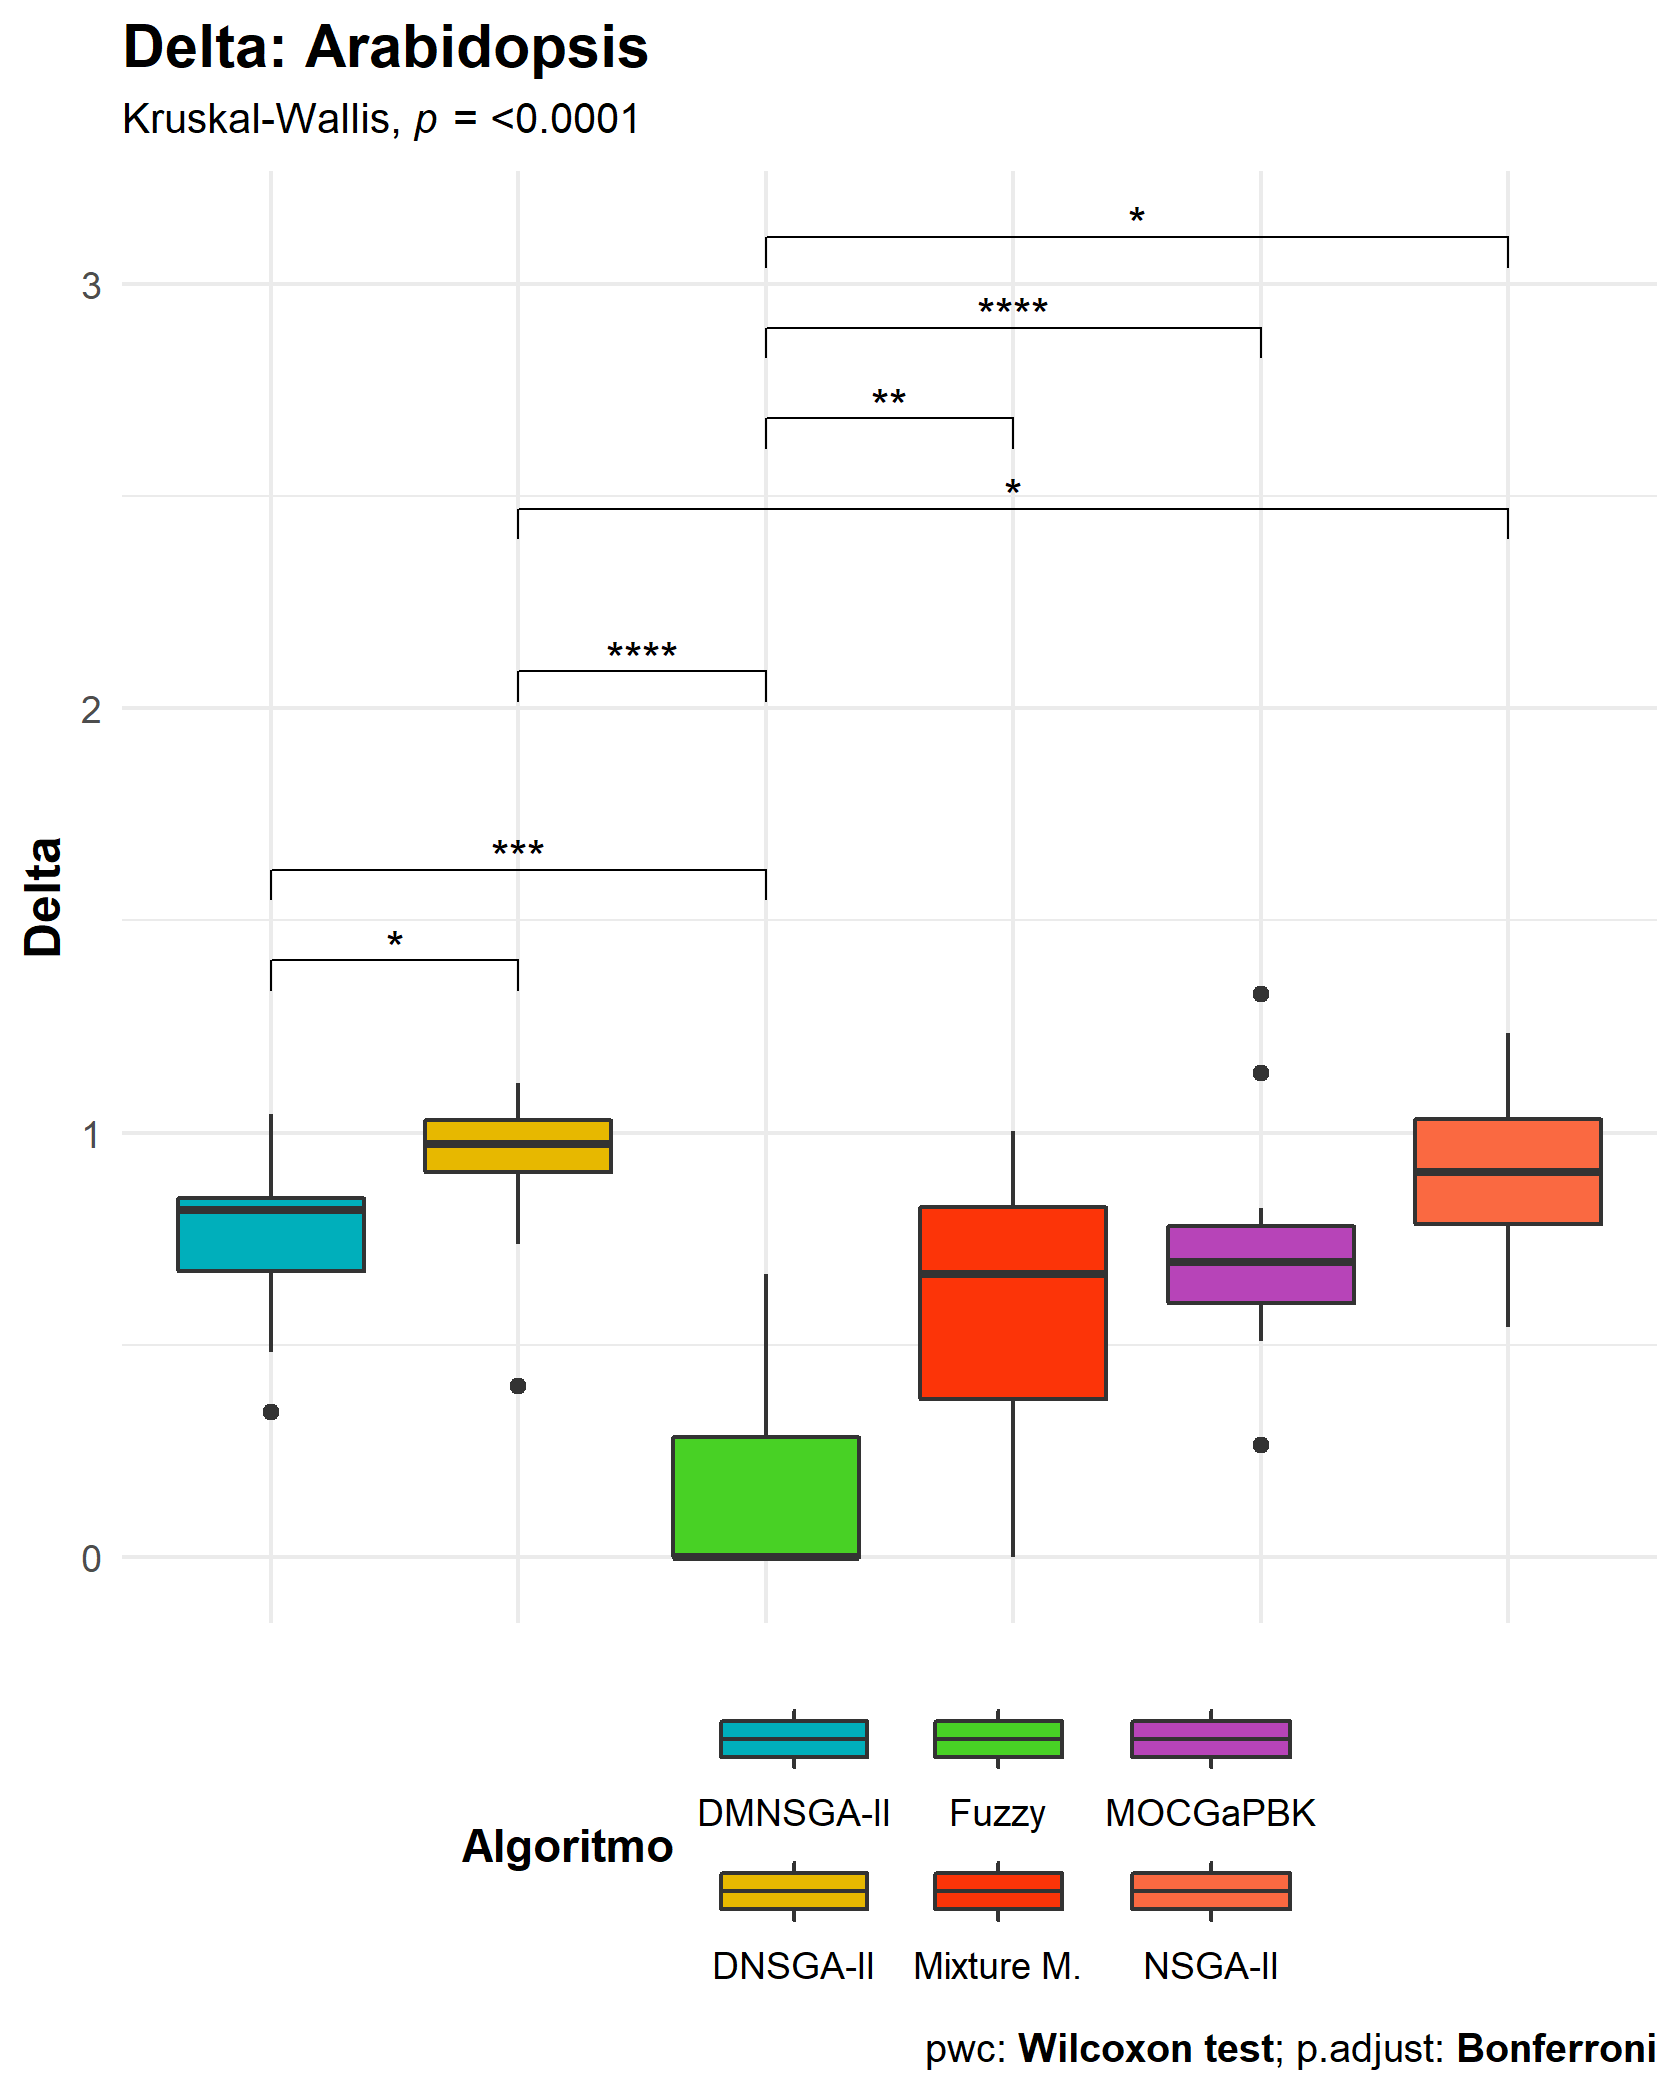 Delta: Arabidopsis
Kruskal-Wallis, p = <0.0001
*
****
3
**
*
****
2
***
Delta
*
1
0
DMNSGA-II Fuzzy MOCGaPBK
Algoritmo
DNSGA-II Mixture M. NSGA-II
pwc: Wilcoxon test; p.adjust: Bonferroni